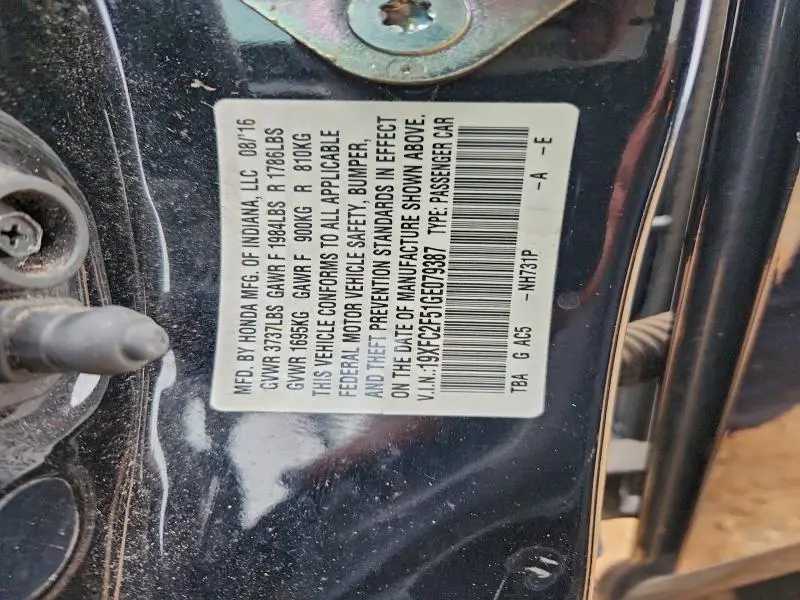 MFD. BY HONDA MFG. OF INDIANA, LLC 08/'16
GVWR 3737LBS GAWR F 1984LBS R 1786LBS
GVWR 1695KG GAWR F 900KG R 810KG
THIS VEHICLE CONFORMS TO ALL APPLICABLE
FEDERAL MOTOR VEHICLE SAFETY, BUMPER,
AND THEFT PREVENTION STANDARDS IN EFFECT
ON THE DATE OF MANUFACTURE SHOWN ABOVE.
V.I.N.:19XFC2F51GE079387 TYPE: PASSENGER CAR
TBA G AC5 -NH731P -A -E